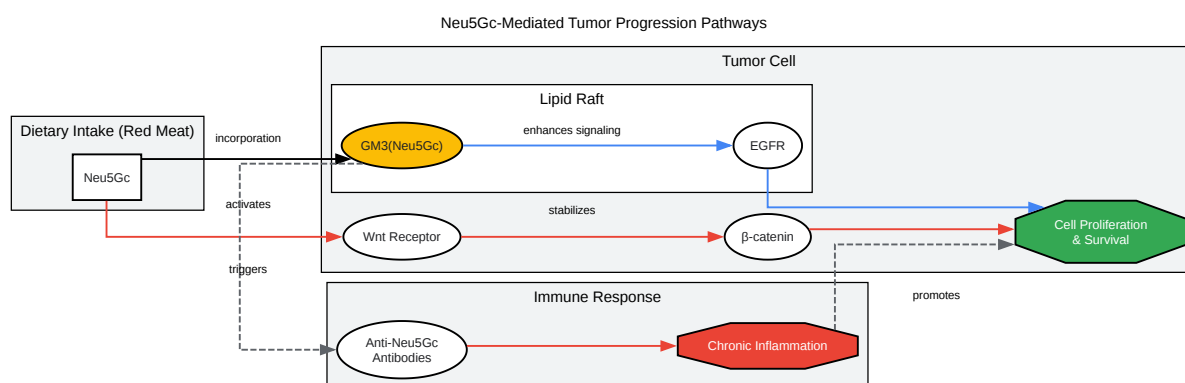 Neu5Gc-Mediated Tumor Progression Pathways
Tumor Cell
Lipid Raft
Dietary Intake (Red Meat)
incorporation
enhances signaling
GM3(Neu5Gc)
EGFR
Neu5Gc
activates
stabilizes
Wnt Receptor
β-catenin
Cell Proliferation
& Survival
triggers
Immune Response
promotes
Anti-Neu5Gc
Antibodies
Chronic Inflammation